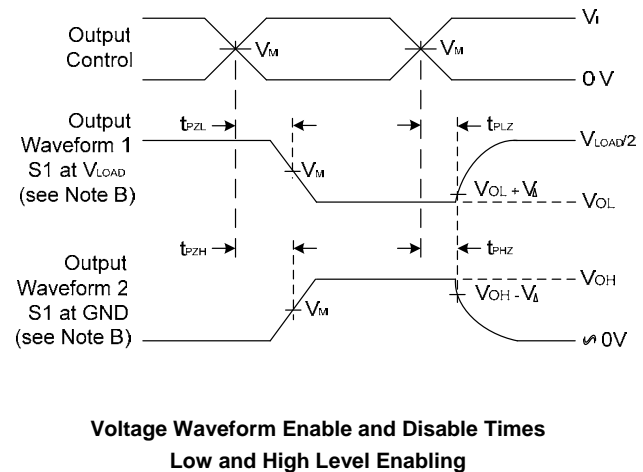 Output
Control
VM
VM
VI
0 V
Output
Waveform 1
S1 at VLOAD
(see Note B)
tPZL
tPLZ
VM
VLOAD/2
VOL + VΔ
VOL
Output
Waveform 2
S1 at GND
(see Note B)
tPZH
tPHZ
VM
VOH
VOH - VΔ
0V
Voltage Waveform Enable and Disable Times
Low and High Level Enabling